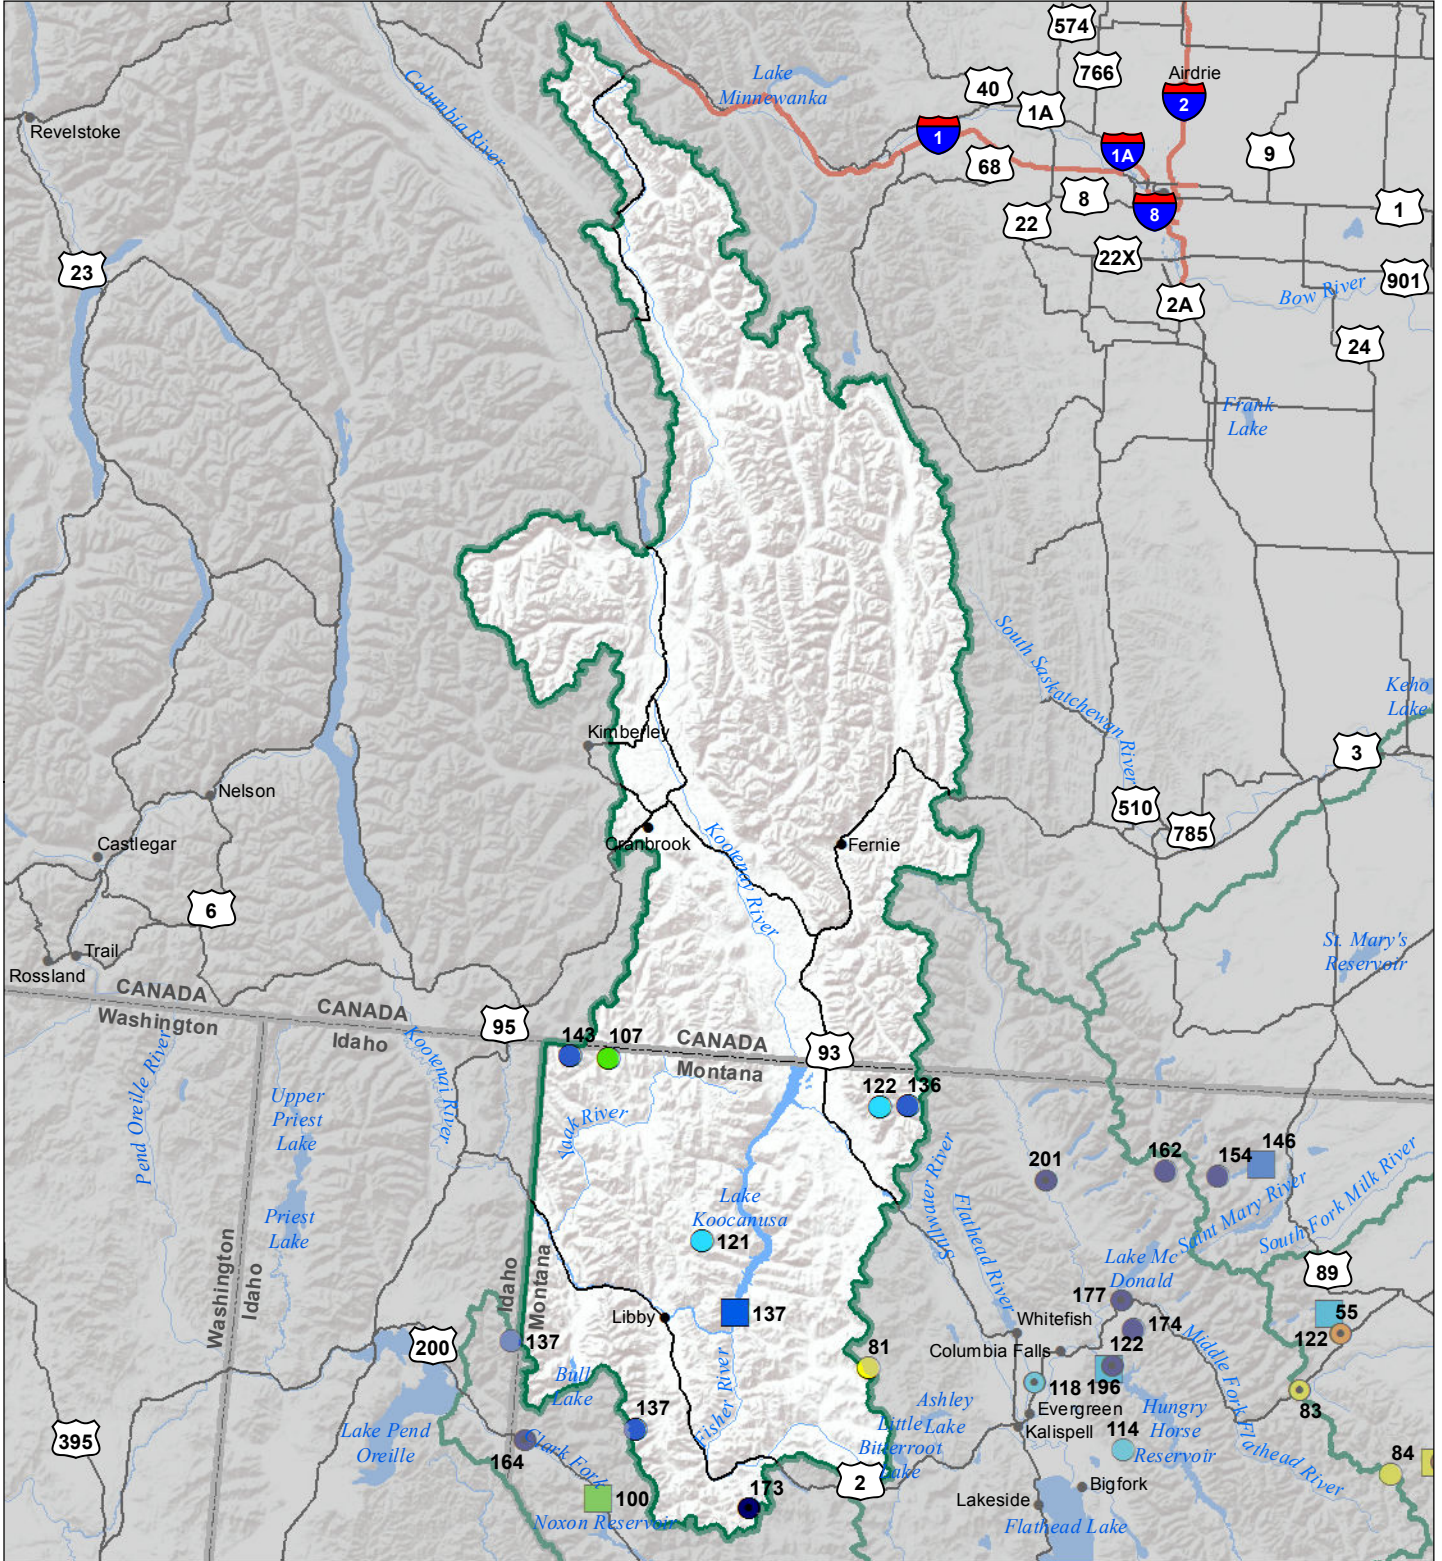 574
766
Airdrie
Lake
Minnewanka
40
1A
2
Columbia River
Revelstoke
1
1A
9
68
8
8
1
22
22X
23
901
Bow River
2A
24
Frank
Lake
South Saskatchewan River
Keho
Lake
Kimberley
3
Nelson
510
785
Castlegar
Cranbrook
Kootenay River
Fernie
6
St. Mary's
Reservoir
Trail
Rossland
CANADA
Washington
CANADA
Idaho
95
143
107
CANADA
Montana
93
Pend Oreille River
Kootenai River
Upper
Priest
Lake
122
136
Yaak River
162
154
146
201
Stillwater River
Flathead River
Saint Mary River
South Fork Milk River
Priest
Lake
Lake
Koocanusa
121
Washington
Idaho
Idaho
Montana
Lake Mc
Donald
89
177
55
137
Libby
Whitefish
174
122
200
137
Columbia Falls
122
81
Middle Fork Flathead River
Bull
Lake
Fisher River
118
196
83
Ashley
Lake
Evergreen
Hungry
Horse
Reservoir
395
Lake Pend
Oreille
137
Little
Bitterroot
Lake
Kalispell
114
164
Clark Fork
84
2
173
100
Bigfork
Lakeside
Noxon Reservoir
Flathead Lake